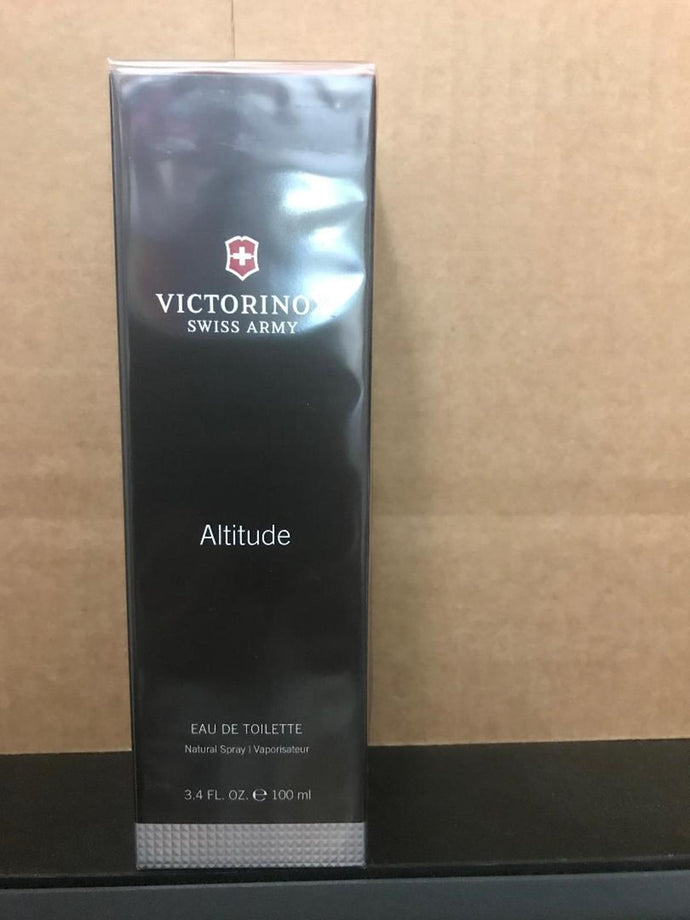 VICTORINOX
SWISS ARMY
Altitude
EAU DE TOILETTE
Natural Spray | Vaporisateur
3.4 FL. OZ. ℮ 100 ml